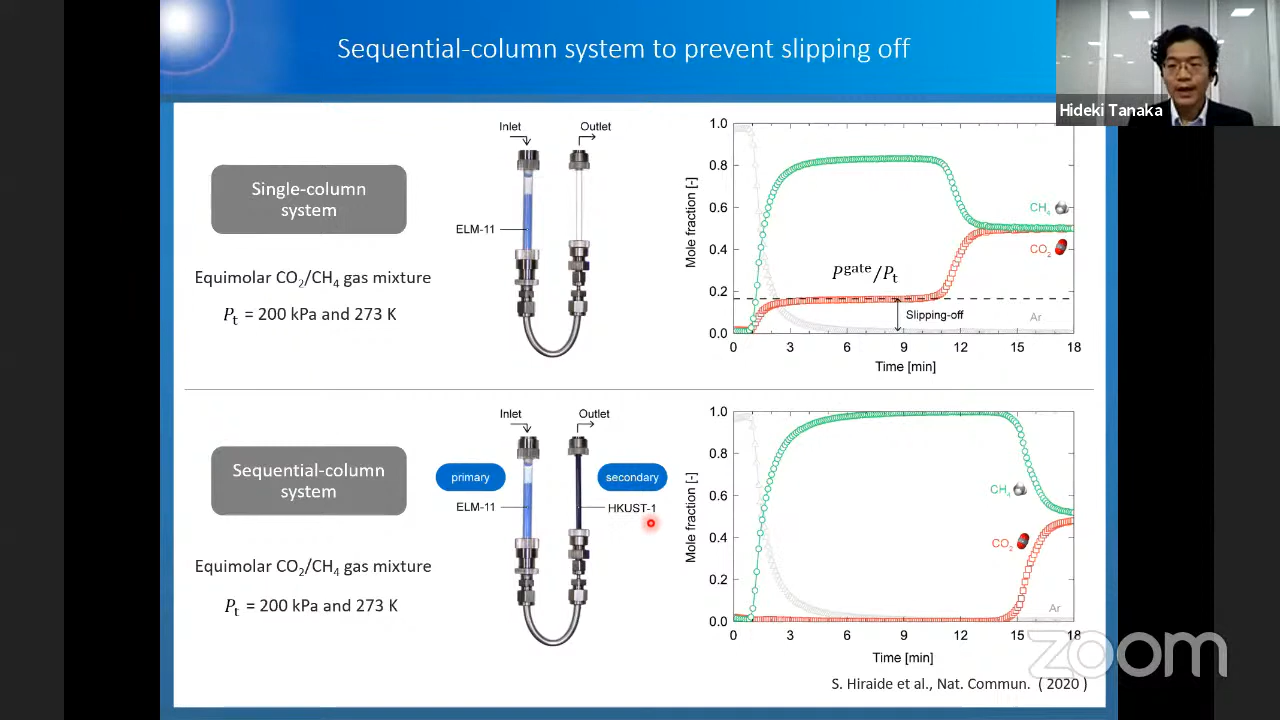 Sequential-column system to prevent slipping off
Hideki Tanaka
Single-column
system
Equimolar CO₂/CH₄ gas mixture
Pₜ = 200 kPa and 273 K
Inlet
Outlet
ELM-11
Mole fraction [-]
1.0
0.8
0.6
0.4
0.2
0.0
CH₄
CO₂
P^gate/Pₜ
Slipping-off
Ar
0 3 6 9 12 15 18
Time [min]
Sequential-column
system
Equimolar CO₂/CH₄ gas mixture
Pₜ = 200 kPa and 273 K
Inlet
Outlet
primary
secondary
ELM-11
HKUST-1
Mole fraction [-]
1.0
0.8
0.6
0.4
0.2
0.0
CH₄
CO₂
Ar
0 3 6 9 12 15 18
Time [min]
zoom
S. Hiraide et al., Nat. Commun. ( 2020 )